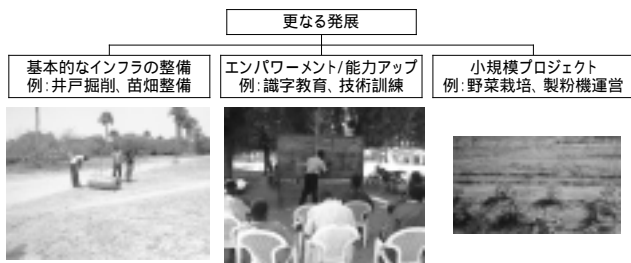 更なる発展
基本的なインフラの整備
例：井戸掘削、苗畑整備
エンパワーメント/能力アップ
例：識字教育、技術訓練
小規模プロジェクト
例：野菜栽培、製粉機運営